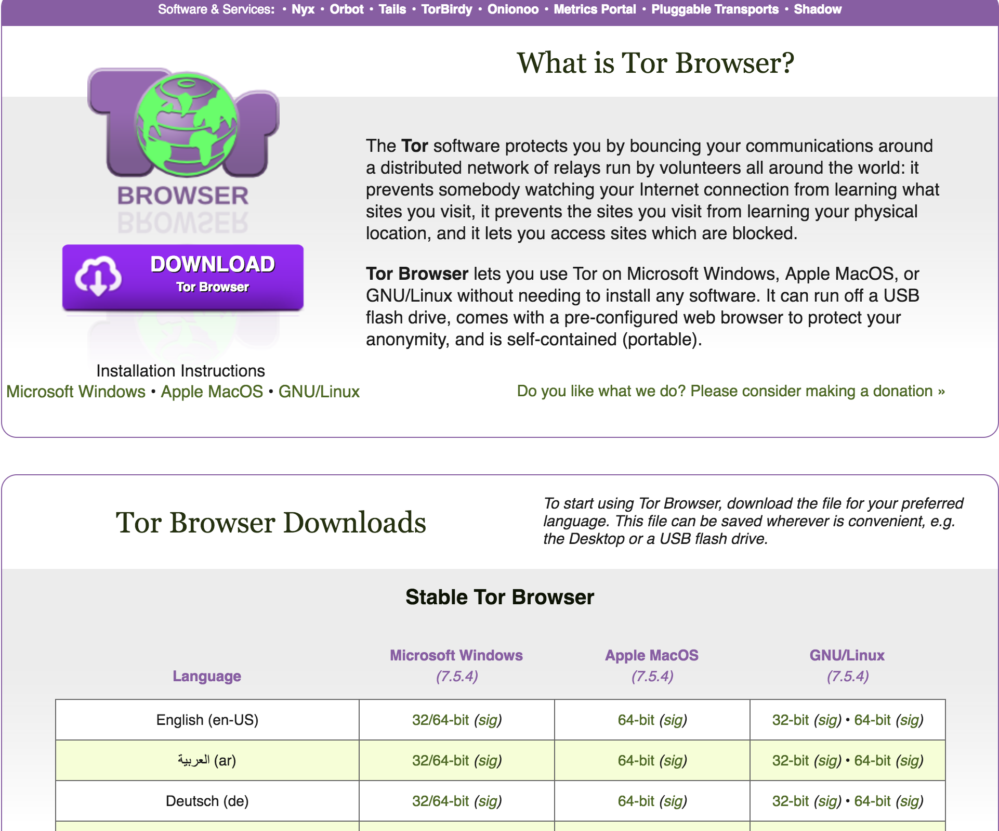 Software & Services: • Nyx • Orbot • Tails • TorBirdy • Onionoo • Metrics Portal • Pluggable Transports • Shadow
What is Tor Browser?
Tor
BROWSER
DOWNLOAD
Tor Browser
Installation Instructions
Microsoft Windows • Apple MacOS • GNU/Linux
The Tor software protects you by bouncing your communications around
a distributed network of relays run by volunteers all around the world: it
prevents somebody watching your Internet connection from learning what
sites you visit, it prevents the sites you visit from learning your physical
location, and it lets you access sites which are blocked.
Tor Browser lets you use Tor on Microsoft Windows, Apple MacOS, or
GNU/Linux without needing to install any software. It can run off a USB
flash drive, comes with a pre-configured web browser to protect your
anonymity, and is self-contained (portable).
Do you like what we do? Please consider making a donation »
Tor Browser Downloads
To start using Tor Browser, download the file for your preferred
language. This file can be saved wherever is convenient, e.g.
the Desktop or a USB flash drive.
Stable Tor Browser
Language Microsoft Windows (7.5.4) Apple MacOS (7.5.4) GNU/Linux (7.5.4)
English (en-US) 32/64-bit (sig) 64-bit (sig) 32-bit (sig) • 64-bit (sig)
العربية (ar) 32/64-bit (sig) 64-bit (sig) 32-bit (sig) • 64-bit (sig)
Deutsch (de) 32/64-bit (sig) 64-bit (sig) 32-bit (sig) • 64-bit (sig)